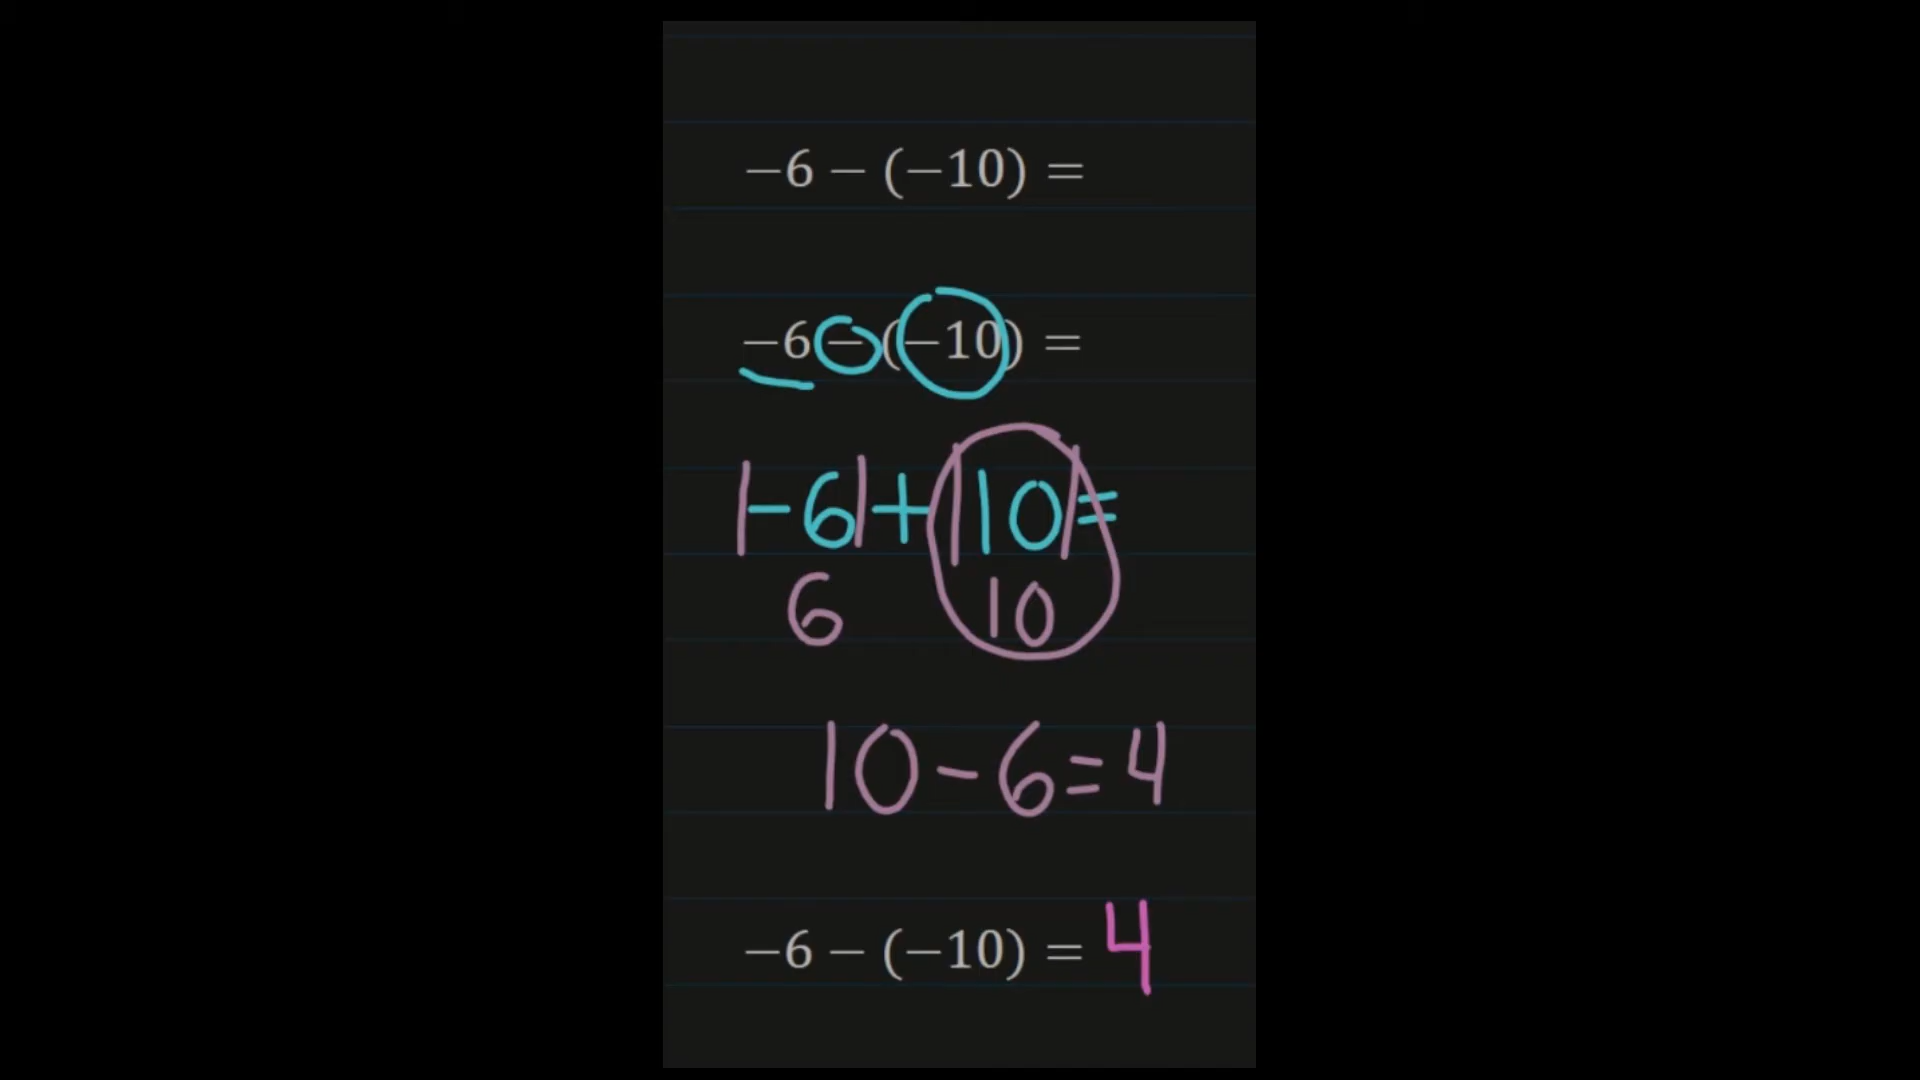 −6 − (−10) =
−6 − (−10) =
|−6| + |10| =
6 10
10 − 6 = 4
−6 − (−10) = 4